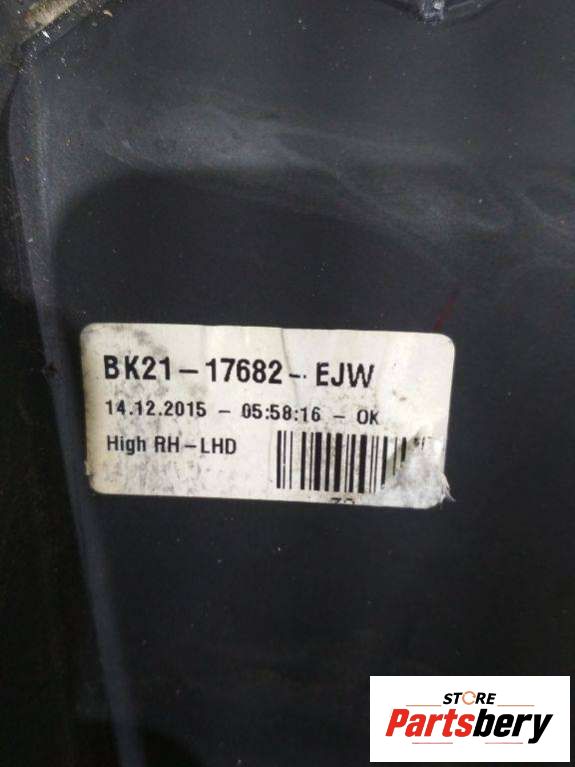 BK21-17682-EJW
14.12.2015 - 05:58:16 - OK
High RH-LHD
STORE
Partsbery